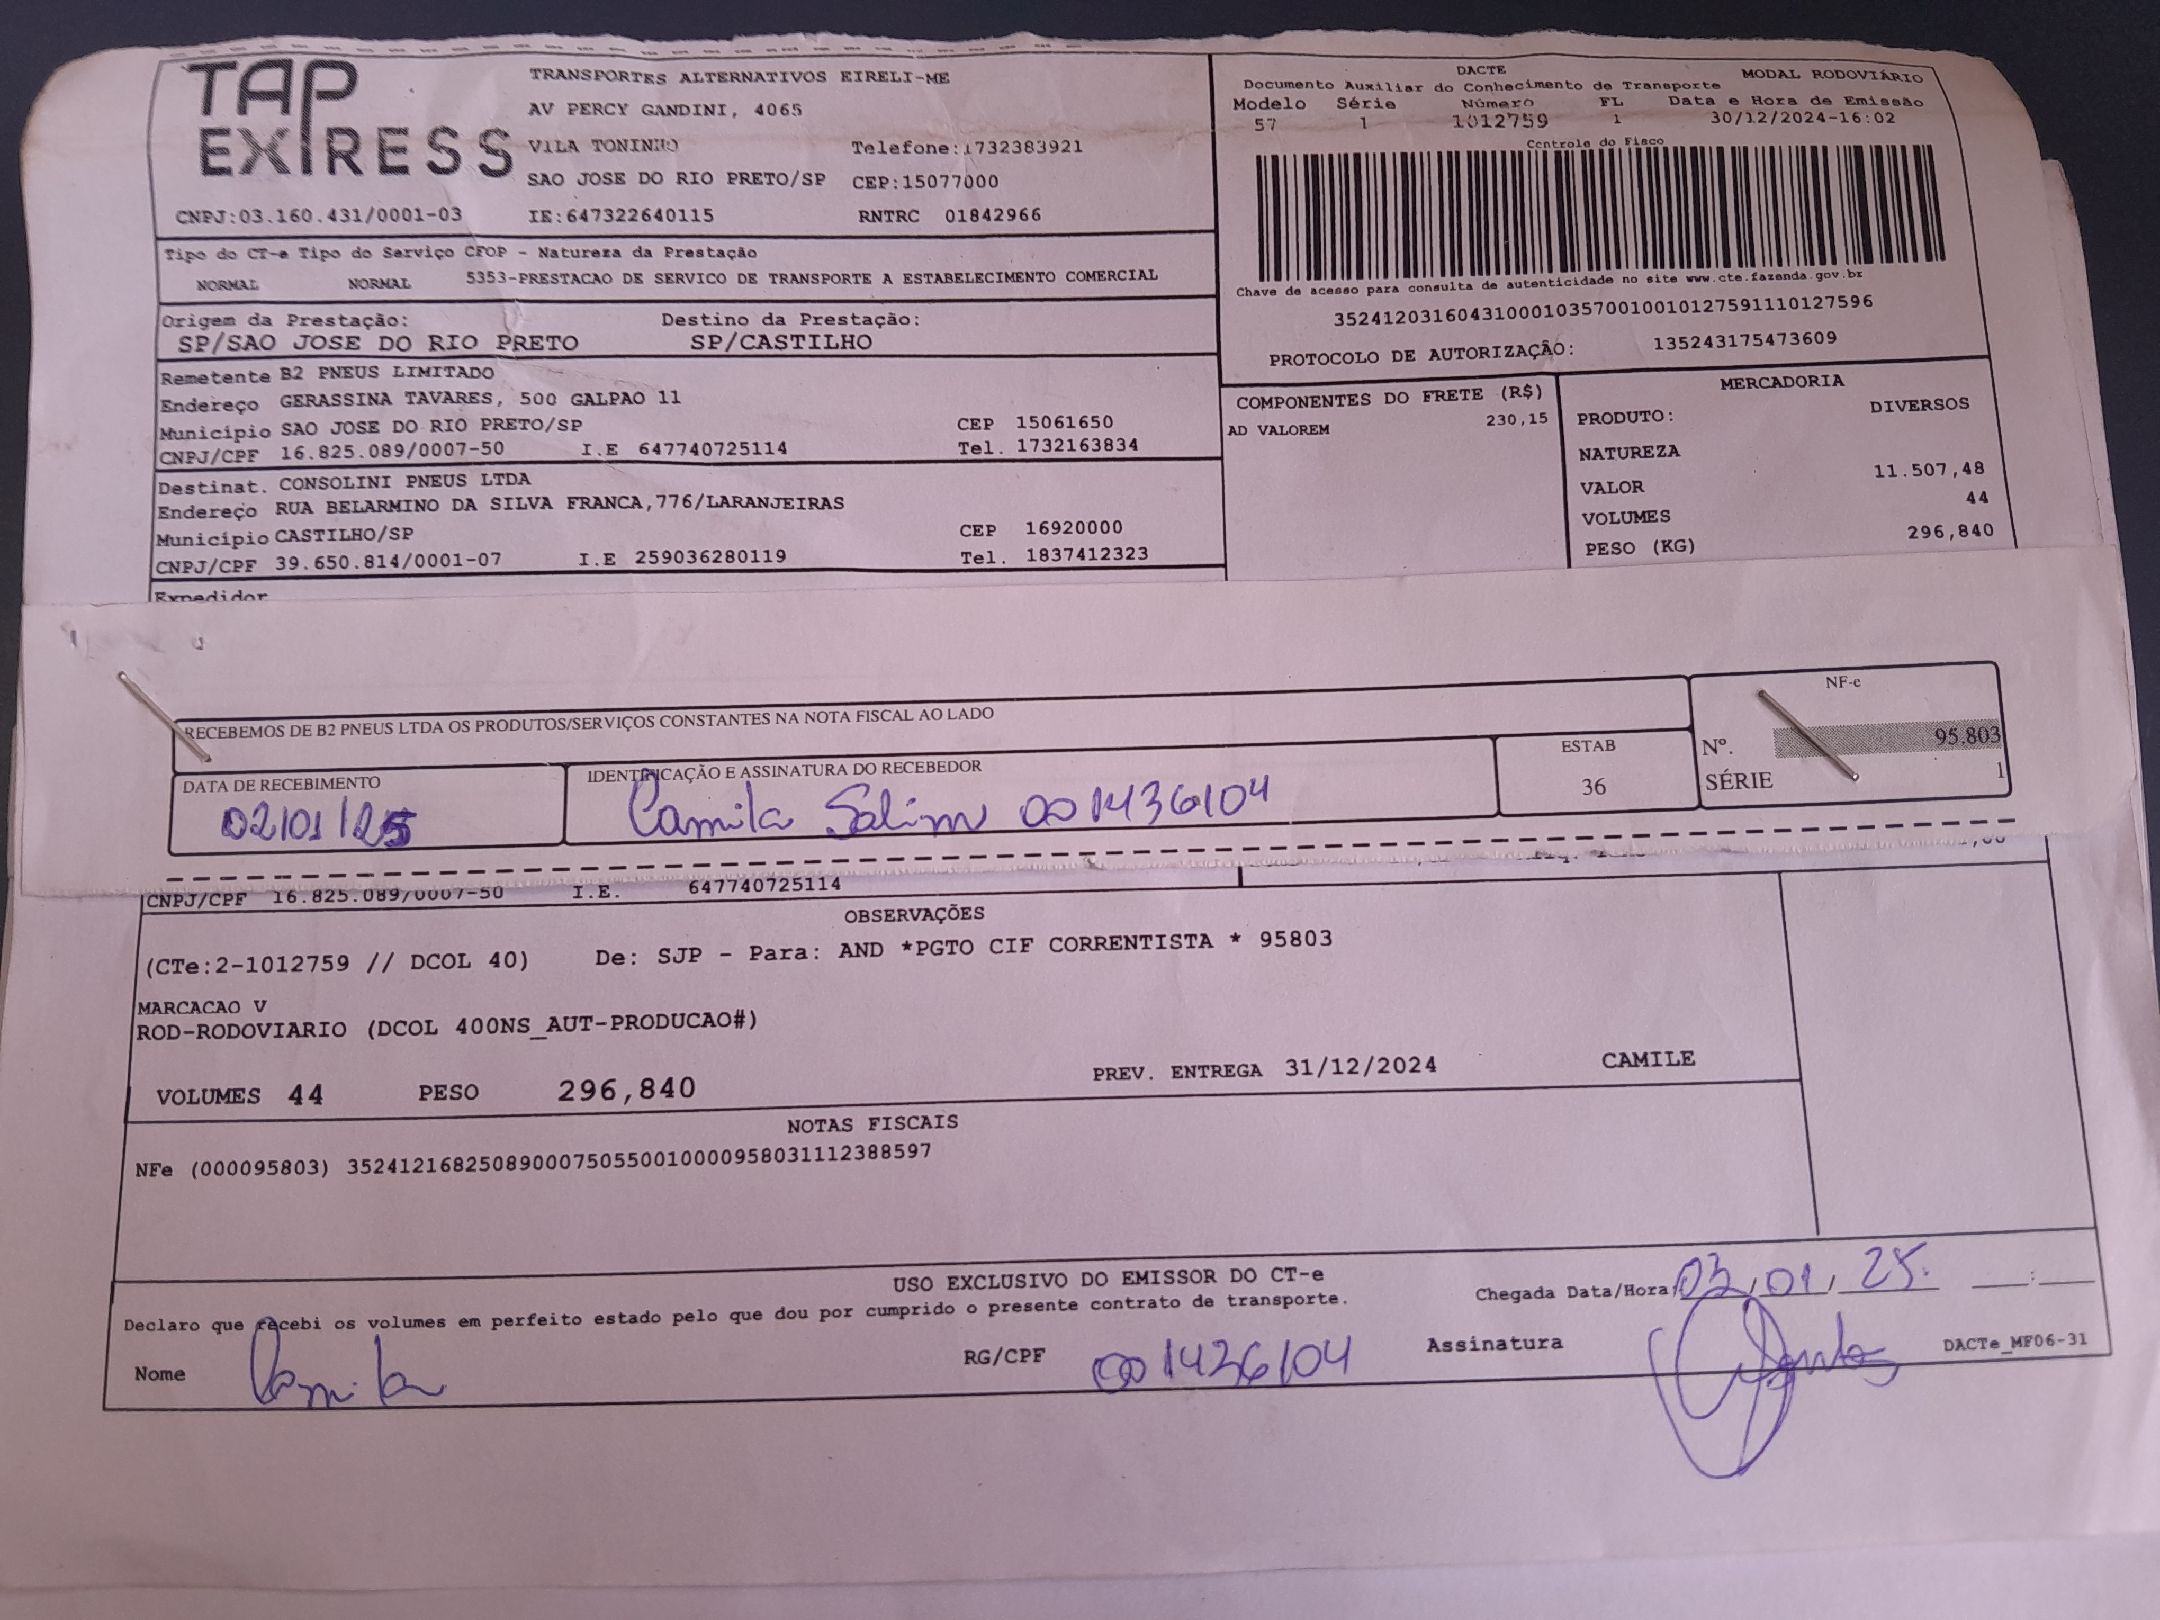 TAP
EXPRESS
TRANSPORTES ALTERNATIVOS EIRELI-ME
AV PERCY GANDINI, 4065
VILA TONINHO Telefone:1732383921
SAO JOSE DO RIO PRETO/SP CEP:15077000
CNPJ:03.160.431/0001-03 IE:647322640115 RNTRC 01842966
DACTE MODAL RODOVIÁRIO
Documento Auxiliar do Conhecimento de Transporte
Modelo Série Número FL Data e Hora de Emissão
57 1 1012759 1 30/12/2024-16:02
Controle do Fisco
Chave de acesso para consulta de autenticidade no site www.cte.fazenda.gov.br
35241203160431000103570010010127591110127596
PROTOCOLO DE AUTORIZAÇÃO: 135243175473609
Tipo do CT-e Tipo do Serviço CFOP - Natureza da Prestação
NORMAL NORMAL 5353-PRESTACAO DE SERVICO DE TRANSPORTE A ESTABELECIMENTO COMERCIAL
Origem da Prestação: Destino da Prestação:
SP/SAO JOSE DO RIO PRETO SP/CASTILHO
Remetente B2 PNEUS LIMITADO
Endereço GERASSINA TAVARES, 500 GALPAO 11
Município SAO JOSE DO RIO PRETO/SP CEP 15061650
CNPJ/CPF 16.825.089/0007-50 I.E 647740725114 Tel. 1732163834
Destinat. CONSOLINI PNEUS LTDA
Endereço RUA BELARMINO DA SILVA FRANCA,776/LARANJEIRAS
Município CASTILHO/SP CEP 16920000
CNPJ/CPF 39.650.814/0001-07 I.E 259036280119 Tel. 1837412323
Expedidor
COMPONENTES DO FRETE (R$)
AD VALOREM 230,15
MERCADORIA
PRODUTO: DIVERSOS
NATUREZA
VALOR 11.507,48
VOLUMES 44
PESO (KG) 296,840
RECEBEMOS DE B2 PNEUS LTDA OS PRODUTOS/SERVIÇOS CONSTANTES NA NOTA FISCAL AO LADO
NF-e
Nº. 95.803
SÉRIE 1
DATA DE RECEBIMENTO
02/01/25
IDENTIFICAÇÃO E ASSINATURA DO RECEBEDOR
Camila Salim 001436104
ESTAB
36
CNPJ/CPF 16.825.089/0007-50 I.E. 647740725114
OBSERVAÇÕES
(CTe:2-1012759 // DCOL 40) De: SJP - Para: AND *PGTO CIF CORRENTISTA * 95803
MARCACAO V
ROD-RODOVIARIO (DCOL 400NS_AUT-PRODUCAO#)
VOLUMES 44 PESO 296,840 PREV. ENTREGA 31/12/2024 CAMILE
NOTAS FISCAIS
NFe (000095803) 35241216825089000750550010000958031112388597
USO EXCLUSIVO DO EMISSOR DO CT-e
Declaro que recebi os volumes em perfeito estado pelo que dou por cumprido o presente contrato de transporte.
Chegada Data/Hora 02/01/25. ___:___
Nome Camila RG/CPF 001436104 Assinatura
DACTe_MF06-31